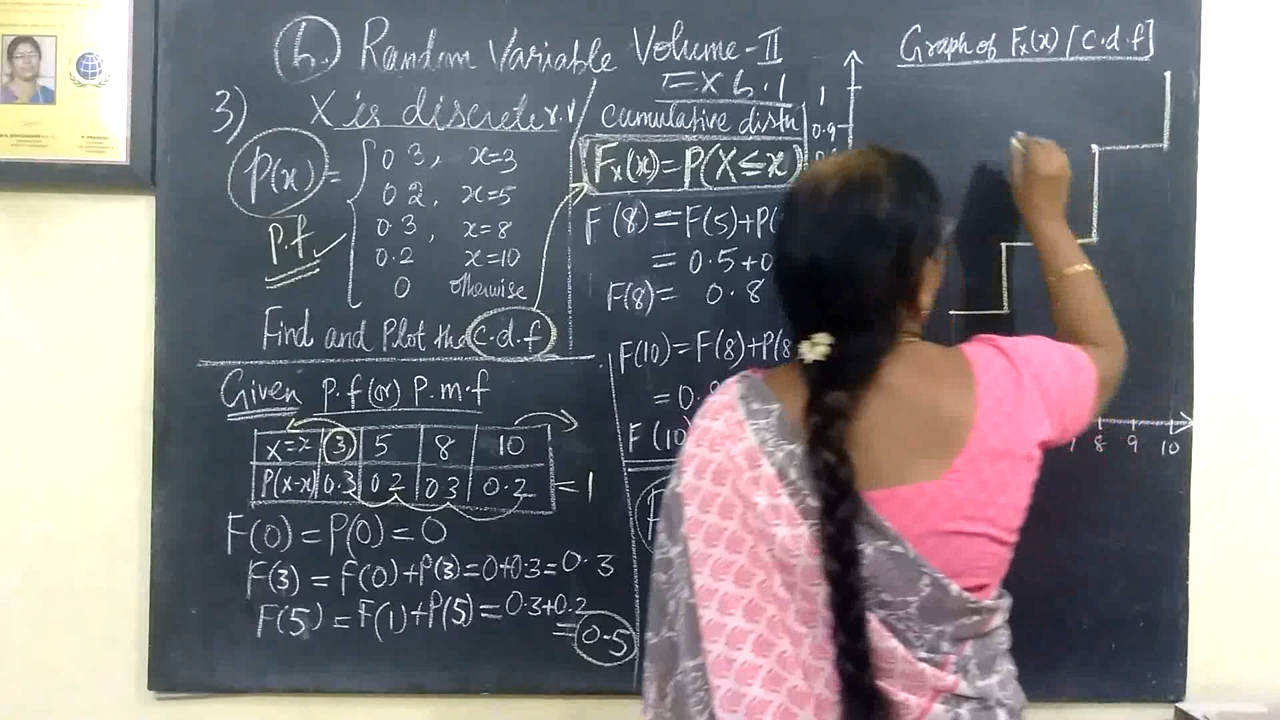 6. Random Variable Volume-II
Ex 6.1
3) X is discrete r.v
P(x) = 0.3, x=3
0.2, x=5
0.3, x=8
0.2 x=10
0 otherwise
P.f
Find and Plot the c.d.f
Given P.f (or) P.m.f
X=x 3 5 8 10
P(X=x) 0.3 0.2 0.3 0.2 = 1
F(0) = P(0) = 0
F(3) = F(0)+P(3)=0+0.3=0.3
F(5) = F(1)+P(5) = 0.3+0.2
= 0.5
cumulative distn
Fx(x)=P(X≤x)
F(8) = F(5)+P(
= 0.5+0
F(8)= 0.8
F(10)=F(8)+P(8
= 0.
F(10)
Graph of Fx(x) [c.d.f]
1
0.9
8 9 10